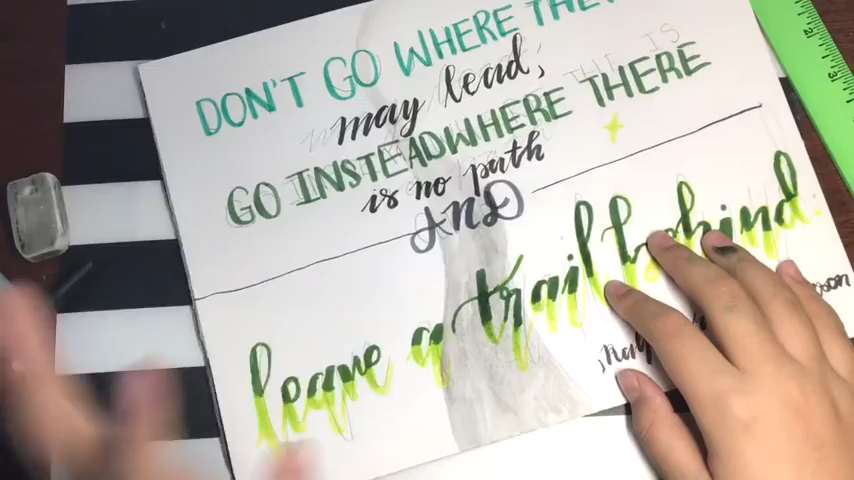 DON'T GO WHERE THE
may lead,
GO INSTEADWHERE THERE
is no path
AND
leave a trail behind